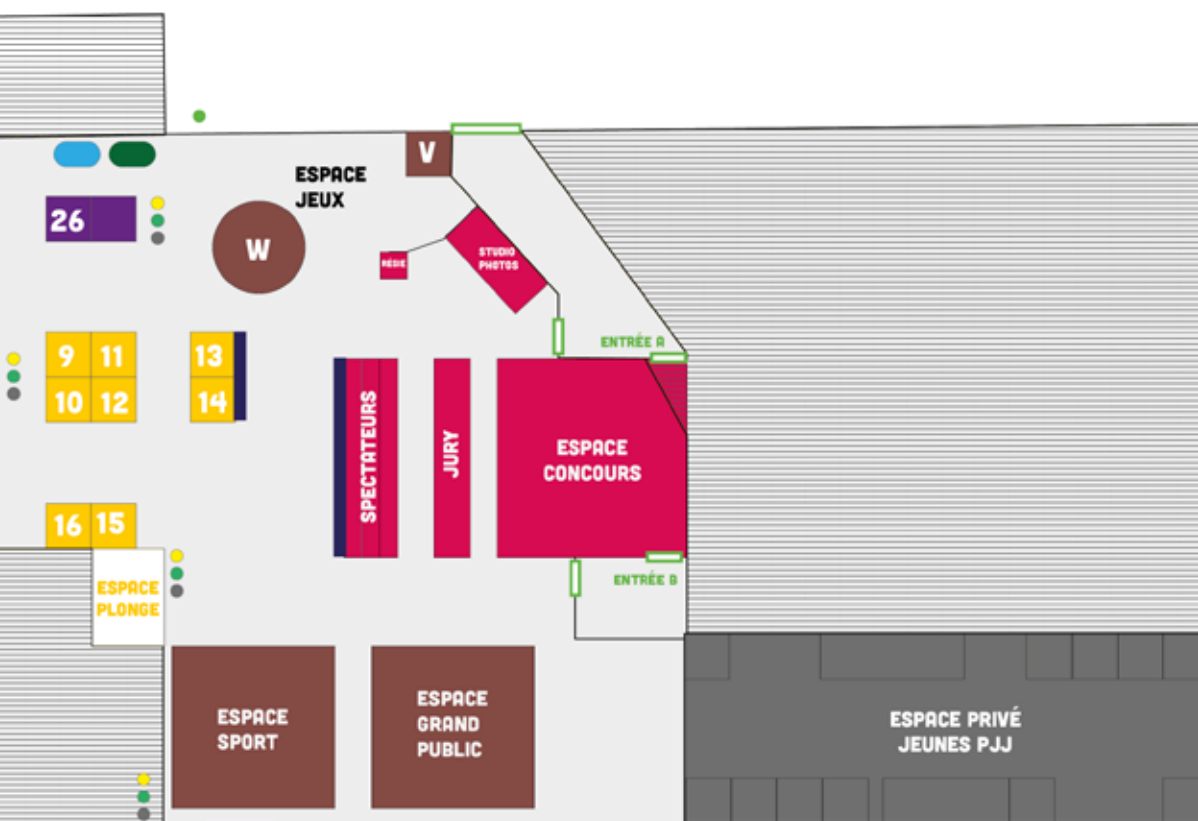 V
ESPACE
JEUX
26
W
STUDIO
PHOTOS
RÉGIE
ENTRÉE A
9
11
13
10
12
14
SPECTATEURS
JURY
ESPACE
CONCOURS
16
15
ENTRÉE B
ESPACE
PLONGE
ESPACE
SPORT
ESPACE
GRAND
PUBLIC
ESPACE PRIVÉ
JEUNES PJJ